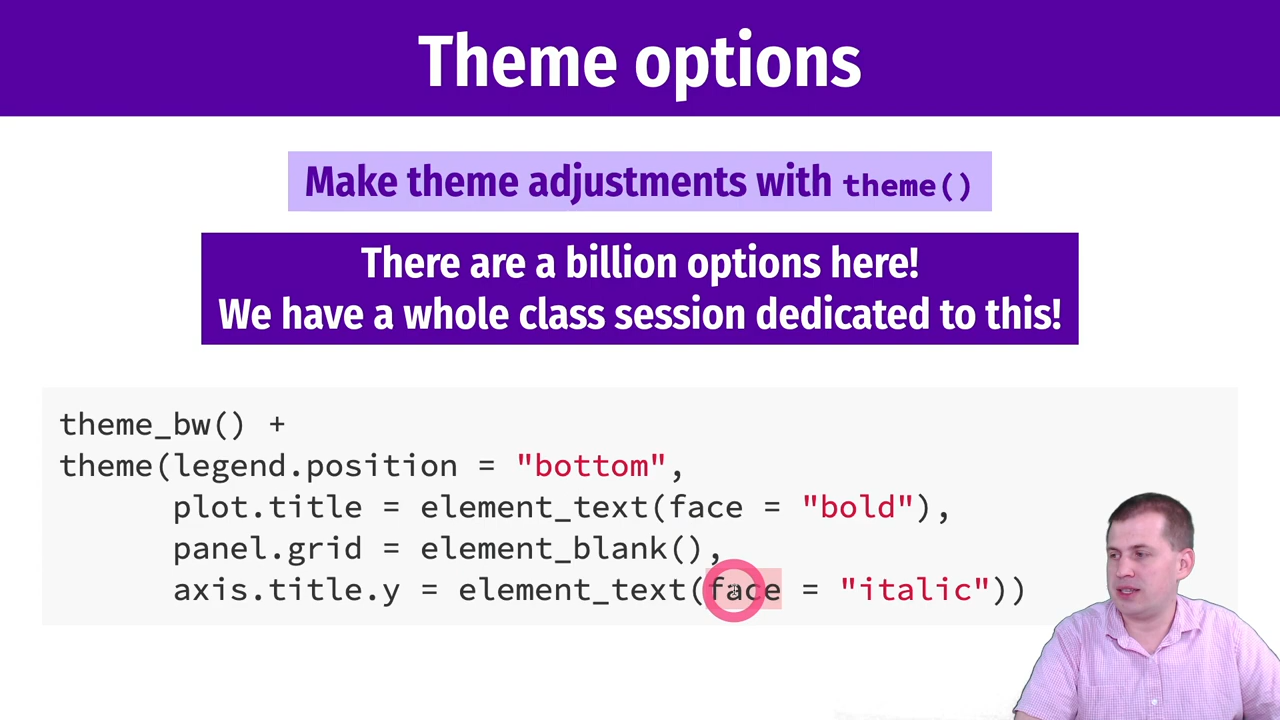 Theme options
Make theme adjustments with theme()
There are a billion options here!
We have a whole class session dedicated to this!
theme_bw() +
theme(legend.position = "bottom",
      plot.title = element_text(face = "bold"),
      panel.grid = element_blank(),
      axis.title.y = element_text(face = "italic"))